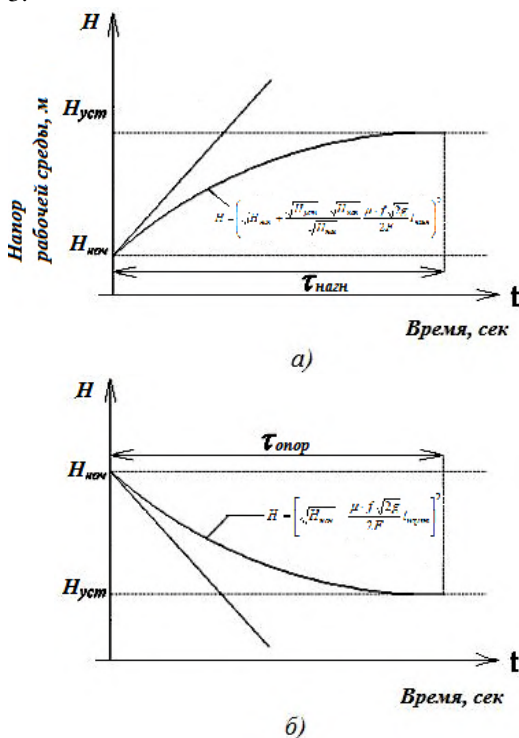 H
Напор
рабочей среды, м
Hуст
Hнач
τнагн
t
Время, сек
а)
H
τопор
Hнач
Hуст
t
Время, сек
б)